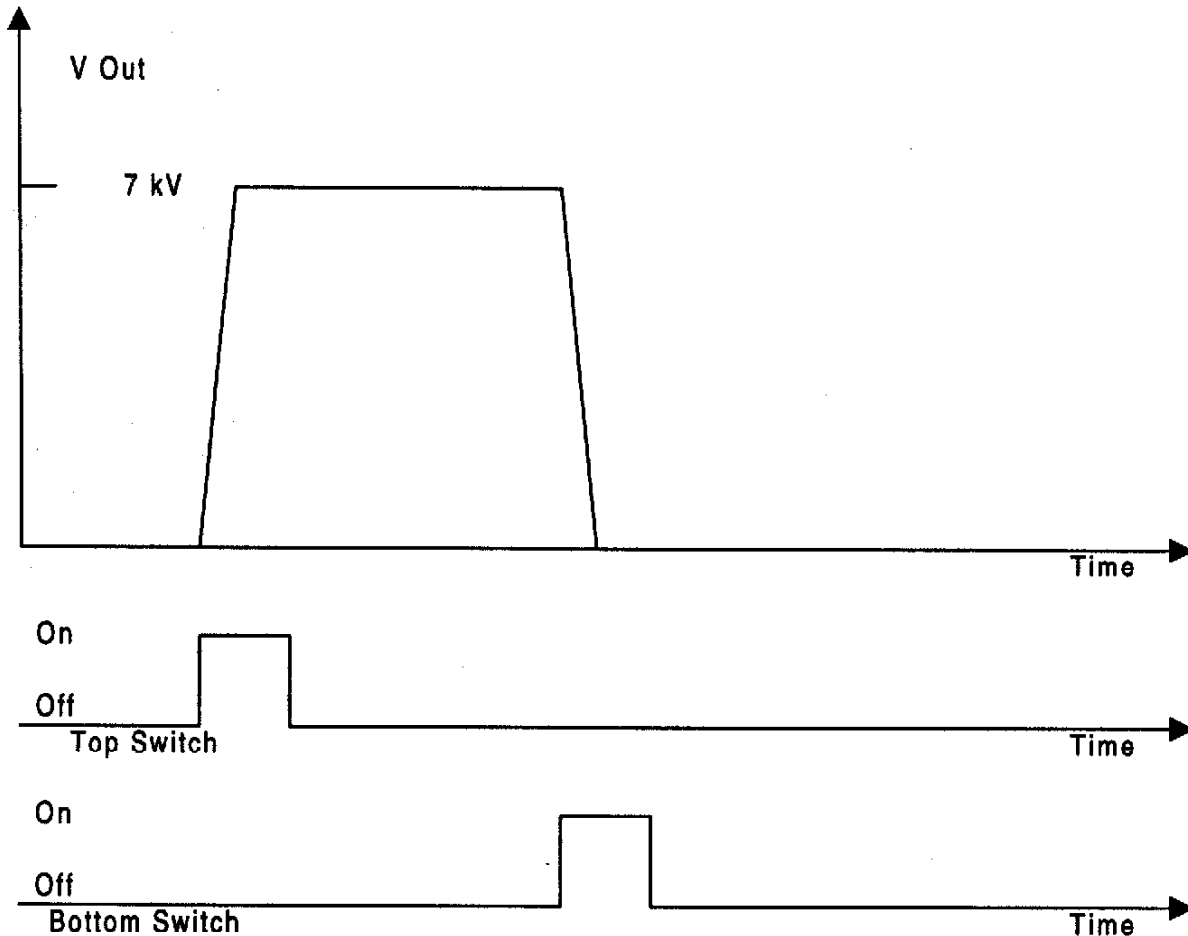 V Out
7 kV
Time
On
Off
Top Switch
Time
On
Off
Bottom Switch
Time